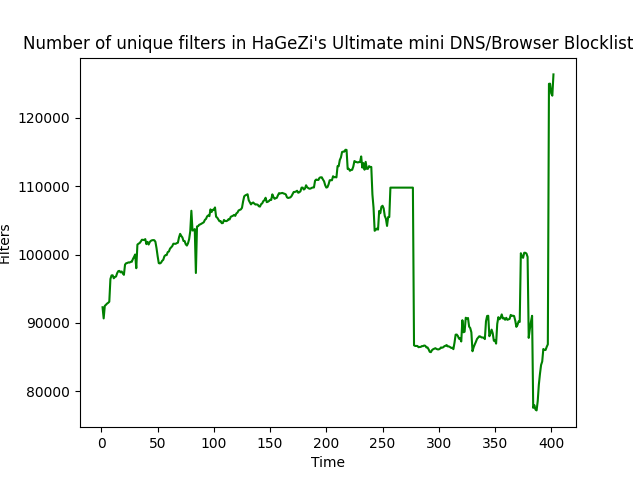 Number of unique filters in HaGeZi's Ultimate mini DNS/Browser Blocklist
Filters
120000
110000
100000
90000
80000
0 50 100 150 200 250 300 350 400
Time